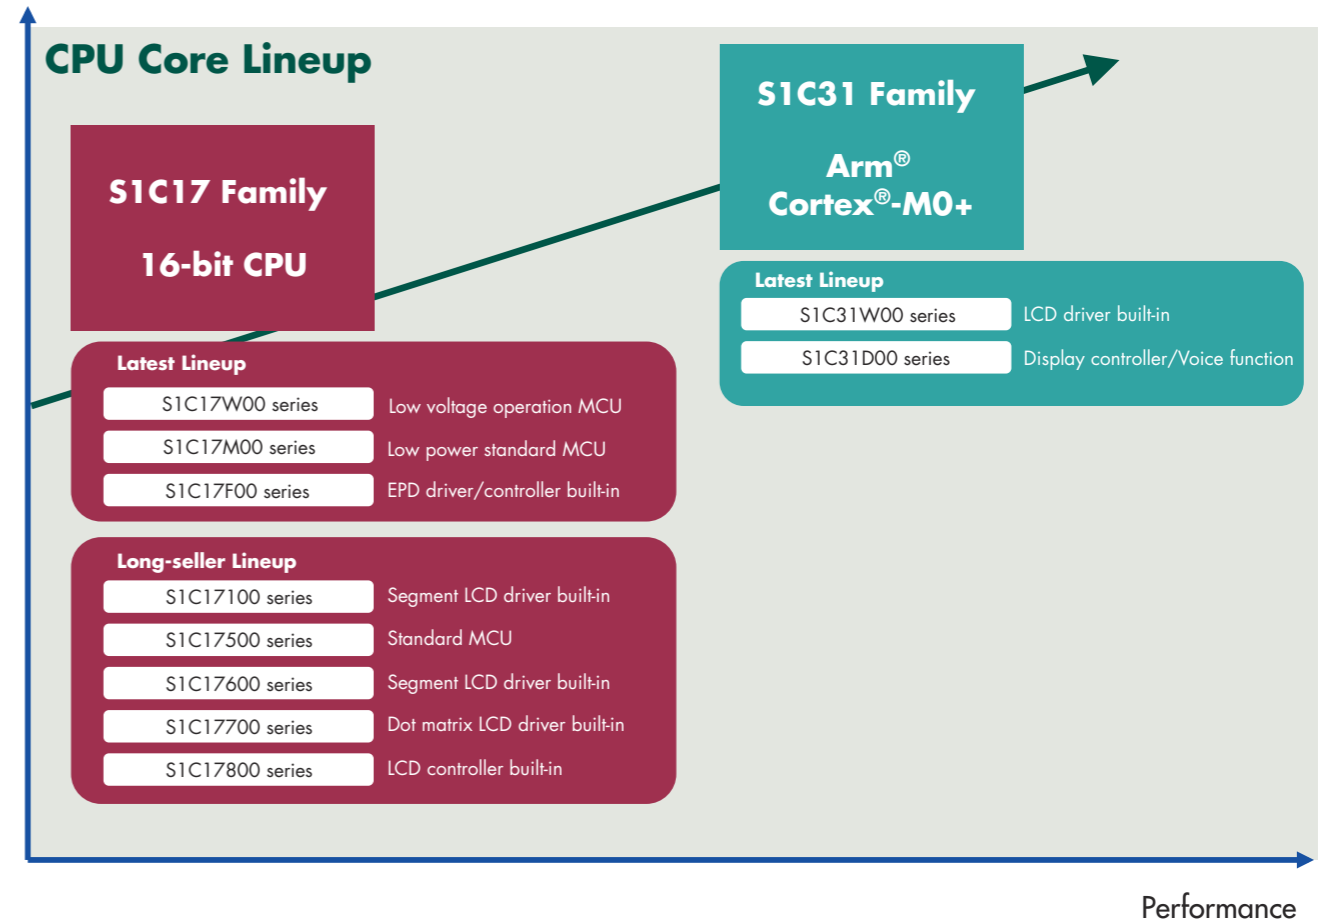 CPU Core Lineup
S1C17 Family
16-bit CPU
Latest Lineup
S1C17W00 series Low voltage operation MCU
S1C17M00 series Low power standard MCU
S1C17F00 series EPD driver/controller built-in
Long-seller Lineup
S1C17100 series Segment LCD driver built-in
S1C17500 series Standard MCU
S1C17600 series Segment LCD driver built-in
S1C17700 series Dot matrix LCD driver built-in
S1C17800 series LCD controller built-in
S1C31 Family
Arm®
Cortex®-M0+
Latest Lineup
S1C31W00 series LCD driver built-in
S1C31D00 series Display controller/Voice function
Performance